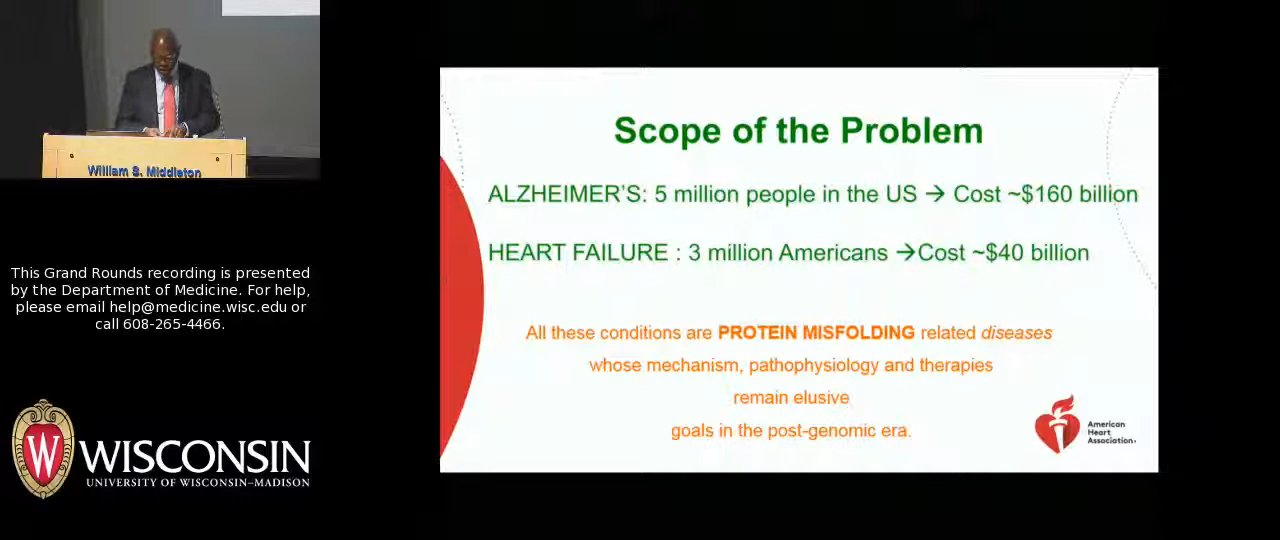 William S. Middleton
This Grand Rounds recording is presented
by the Department of Medicine. For help,
please email help@medicine.wisc.edu or
call 608-265-4466.
W
WISCONSIN
UNIVERSITY OF WISCONSIN–MADISON
Scope of the Problem
ALZHEIMER'S: 5 million people in the US → Cost ~$160 billion
HEART FAILURE : 3 million Americans →Cost ~$40 billion
All these conditions are PROTEIN MISFOLDING related diseases
whose mechanism, pathophysiology and therapies
remain elusive
goals in the post-genomic era.
American
Heart
Association.